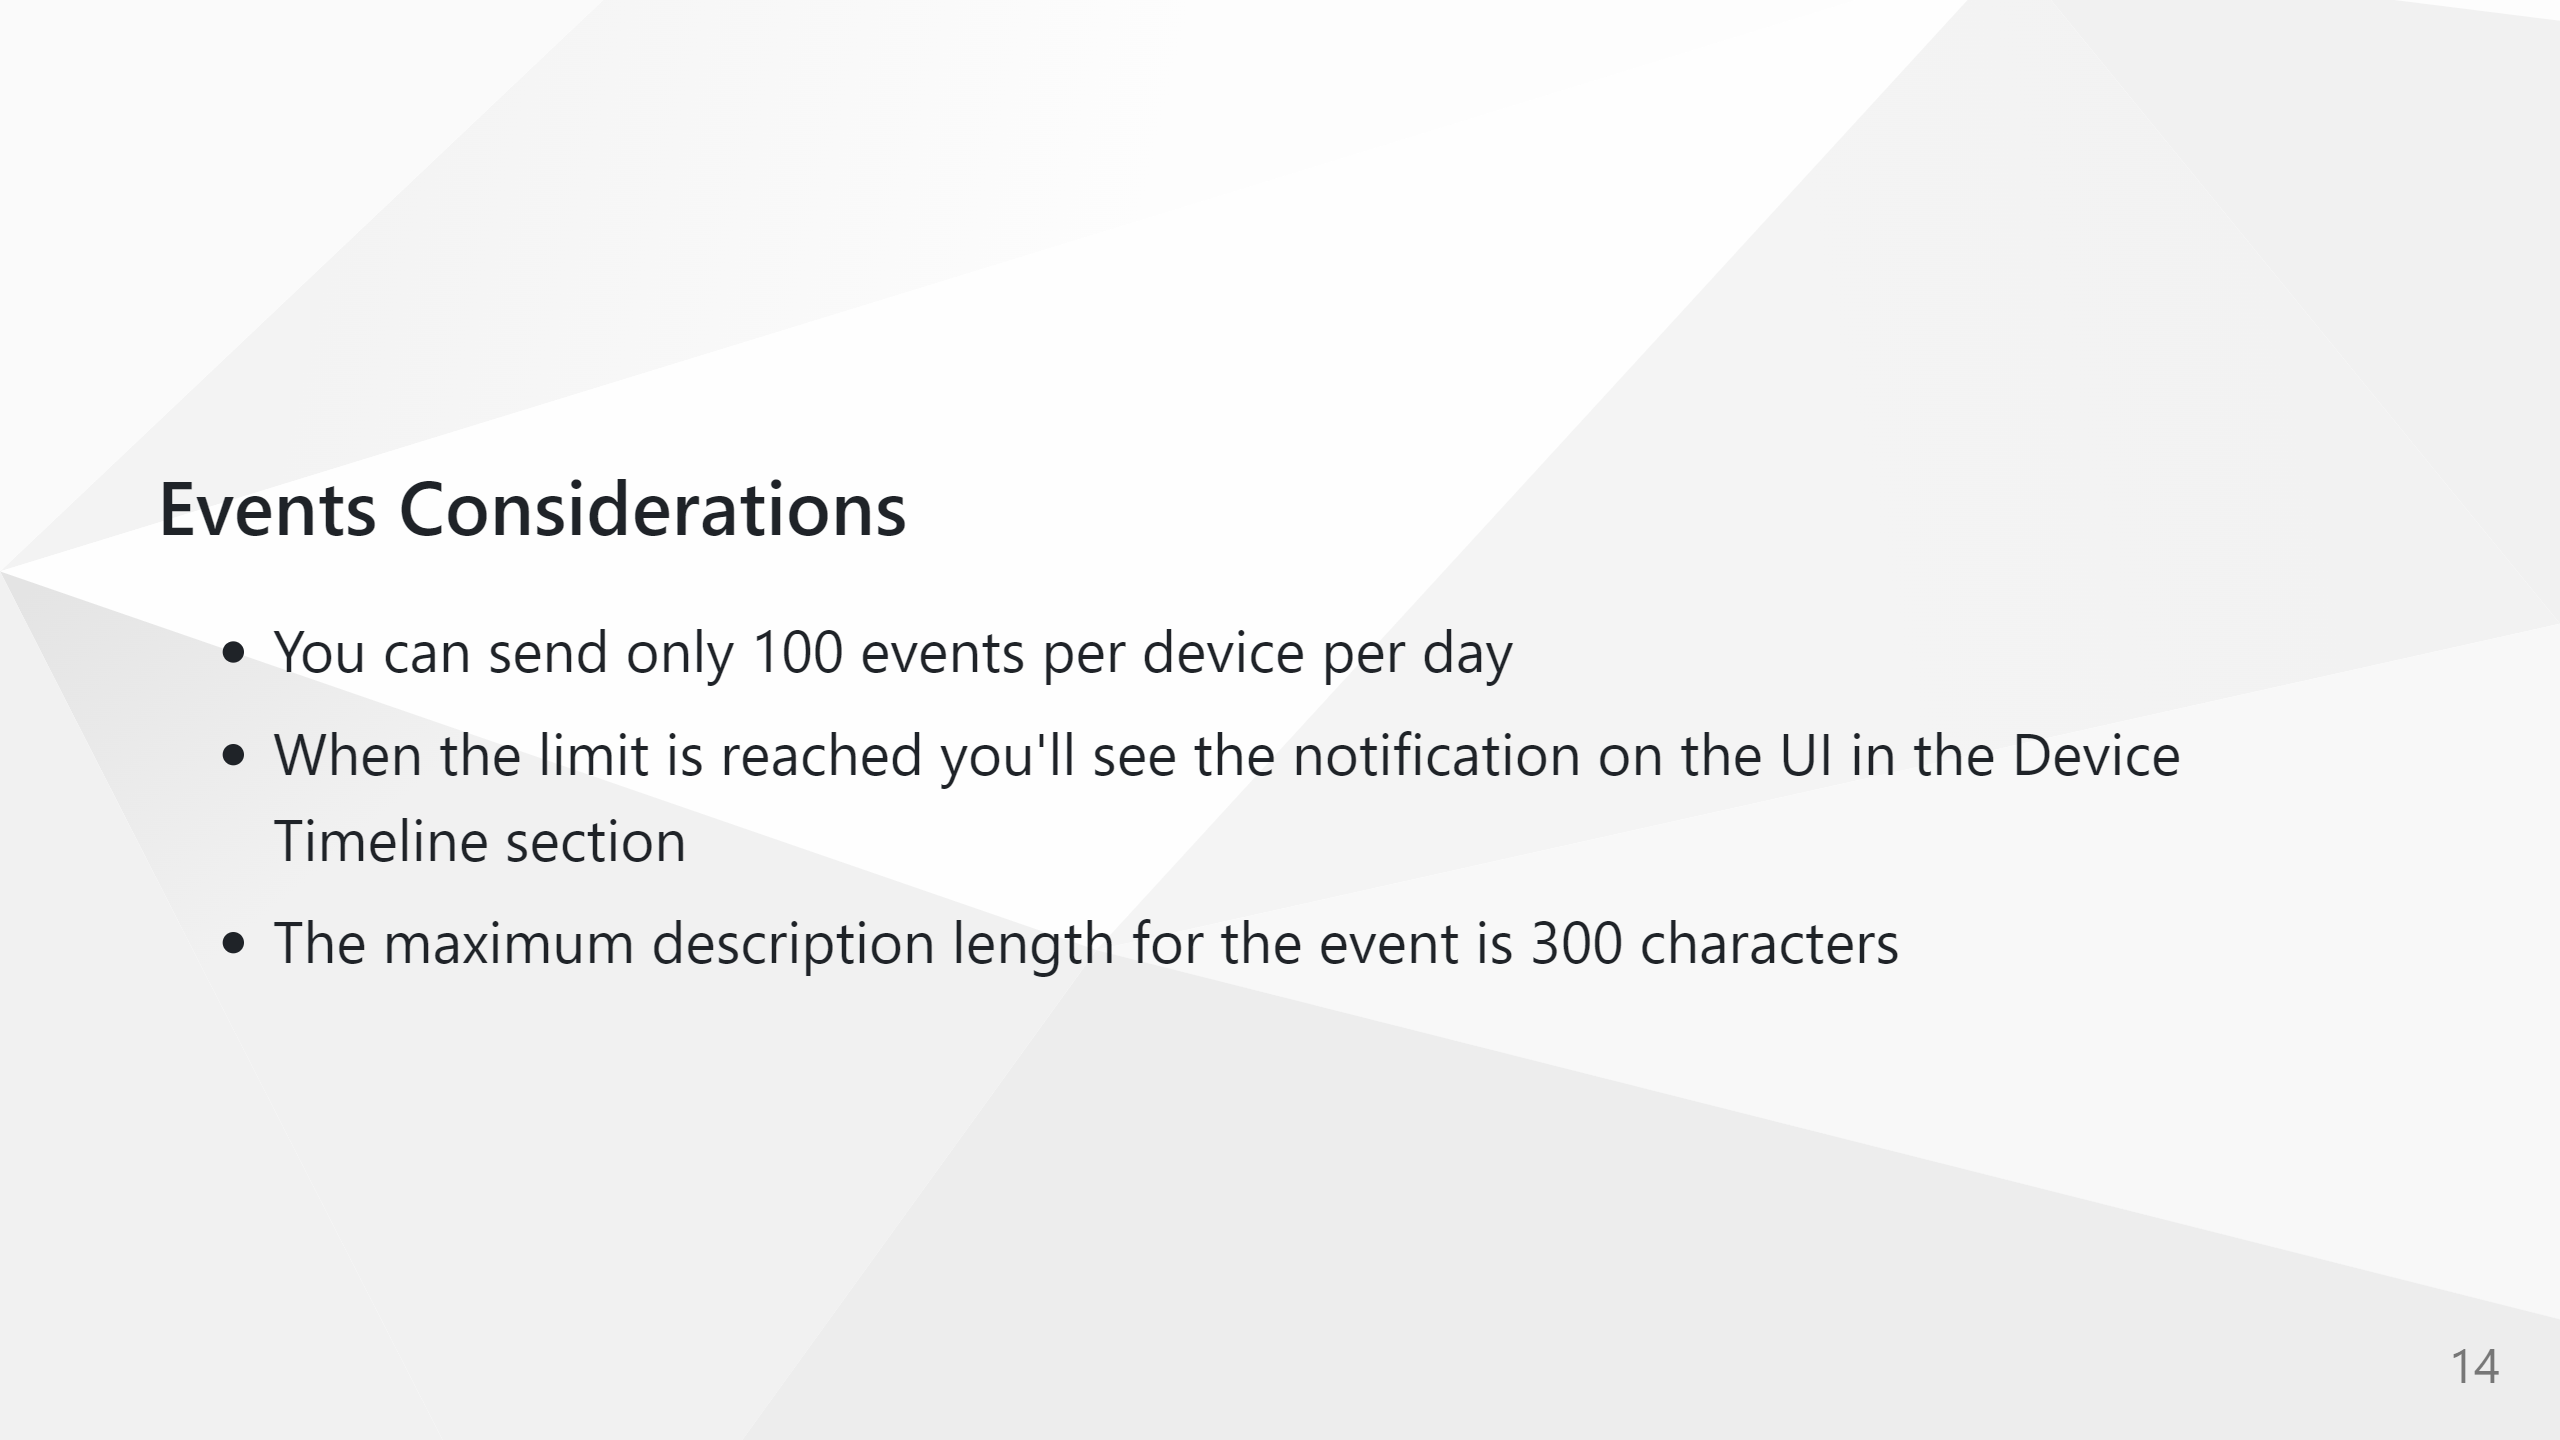 Events Considerations
• You can send only 100 events per device per day
• When the limit is reached you'll see the notification on the UI in the Device
Timeline section
• The maximum description length for the event is 300 characters
14